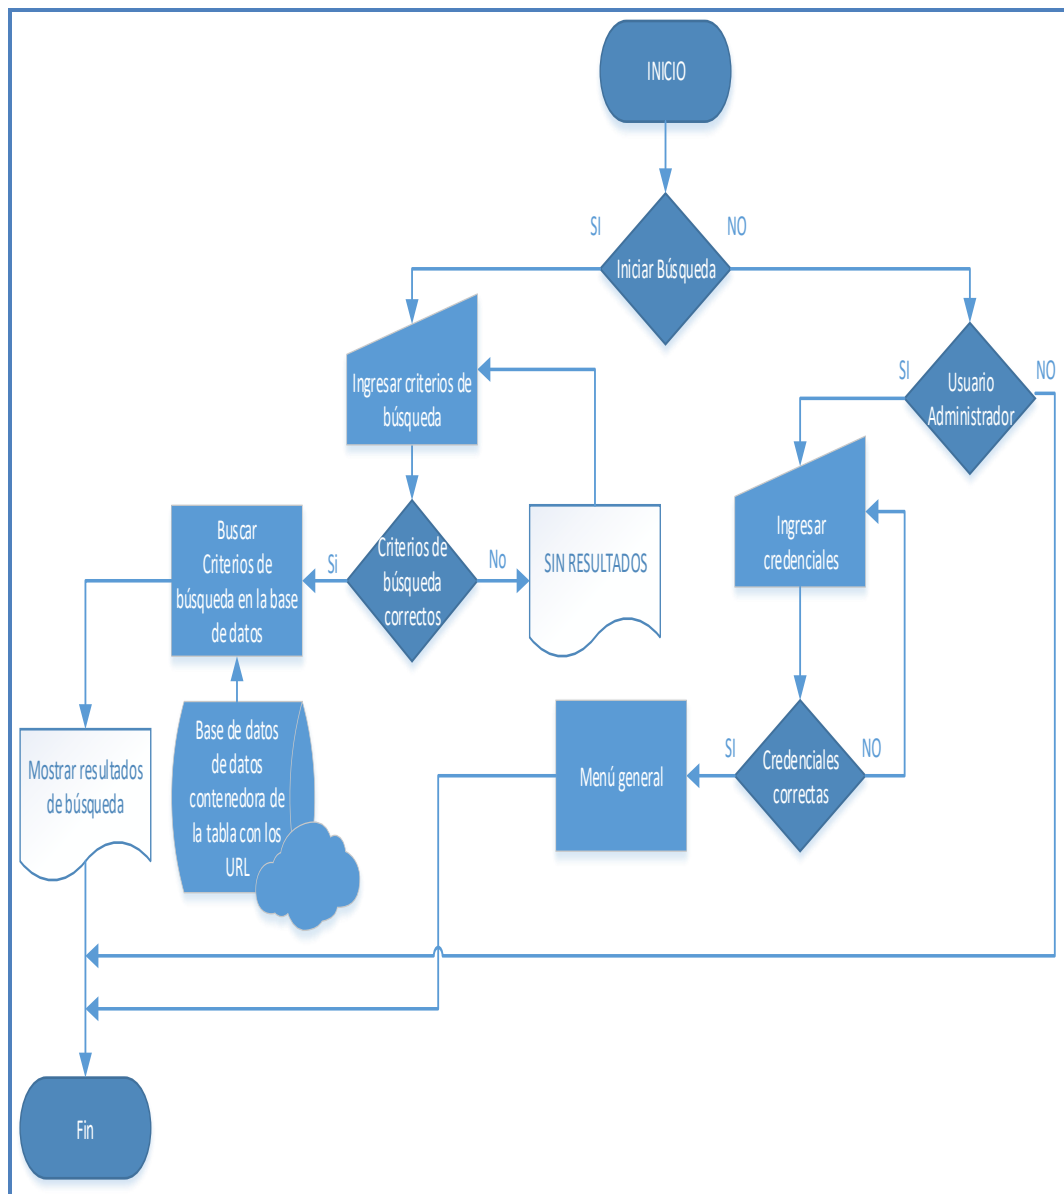 INICIO
SI
NO
Iniciar Búsqueda
SI
NO
Usuario
Administrador
Ingresar criterios de
búsqueda
Ingresar
credenciales
Buscar
Criterios de
búsqueda en la base
de datos
Si
Criterios de
búsqueda
correctos
No
SIN RESULTADOS
Mostrar resultados
de búsqueda
Base de datos
de datos
contenedora de
la tabla con los
URL
Menú general
SI
Credenciales
correctas
NO
Fin